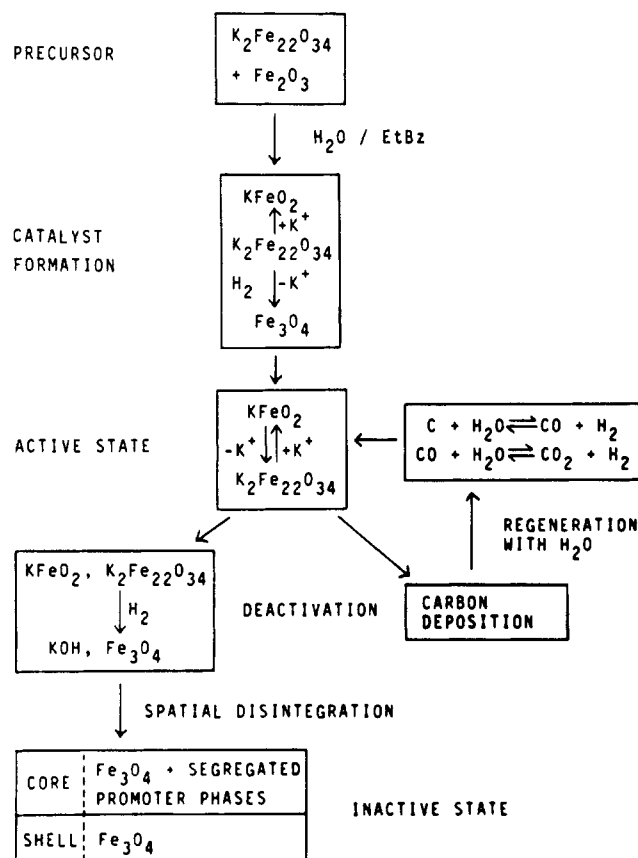 PRECURSOR
K₂Fe₂₂O₃₄
+ Fe₂O₃
H₂O / EtBz
CATALYST
FORMATION
KFeO₂
+K⁺
K₂Fe₂₂O₃₄
H₂ -K⁺
Fe₃O₄
ACTIVE STATE
KFeO₂
-K⁺ +K⁺
K₂Fe₂₂O₃₄
C + H₂O ⇌ CO + H₂
CO + H₂O ⇌ CO₂ + H₂
REGENERATION
WITH H₂O
KFeO₂, K₂Fe₂₂O₃₄
H₂
KOH, Fe₃O₄
DEACTIVATION
CARBON
DEPOSITION
SPATIAL DISINTEGRATION
CORE Fe₃O₄ + SEGREGATED
PROMOTER PHASES
SHELL Fe₃O₄
INACTIVE STATE